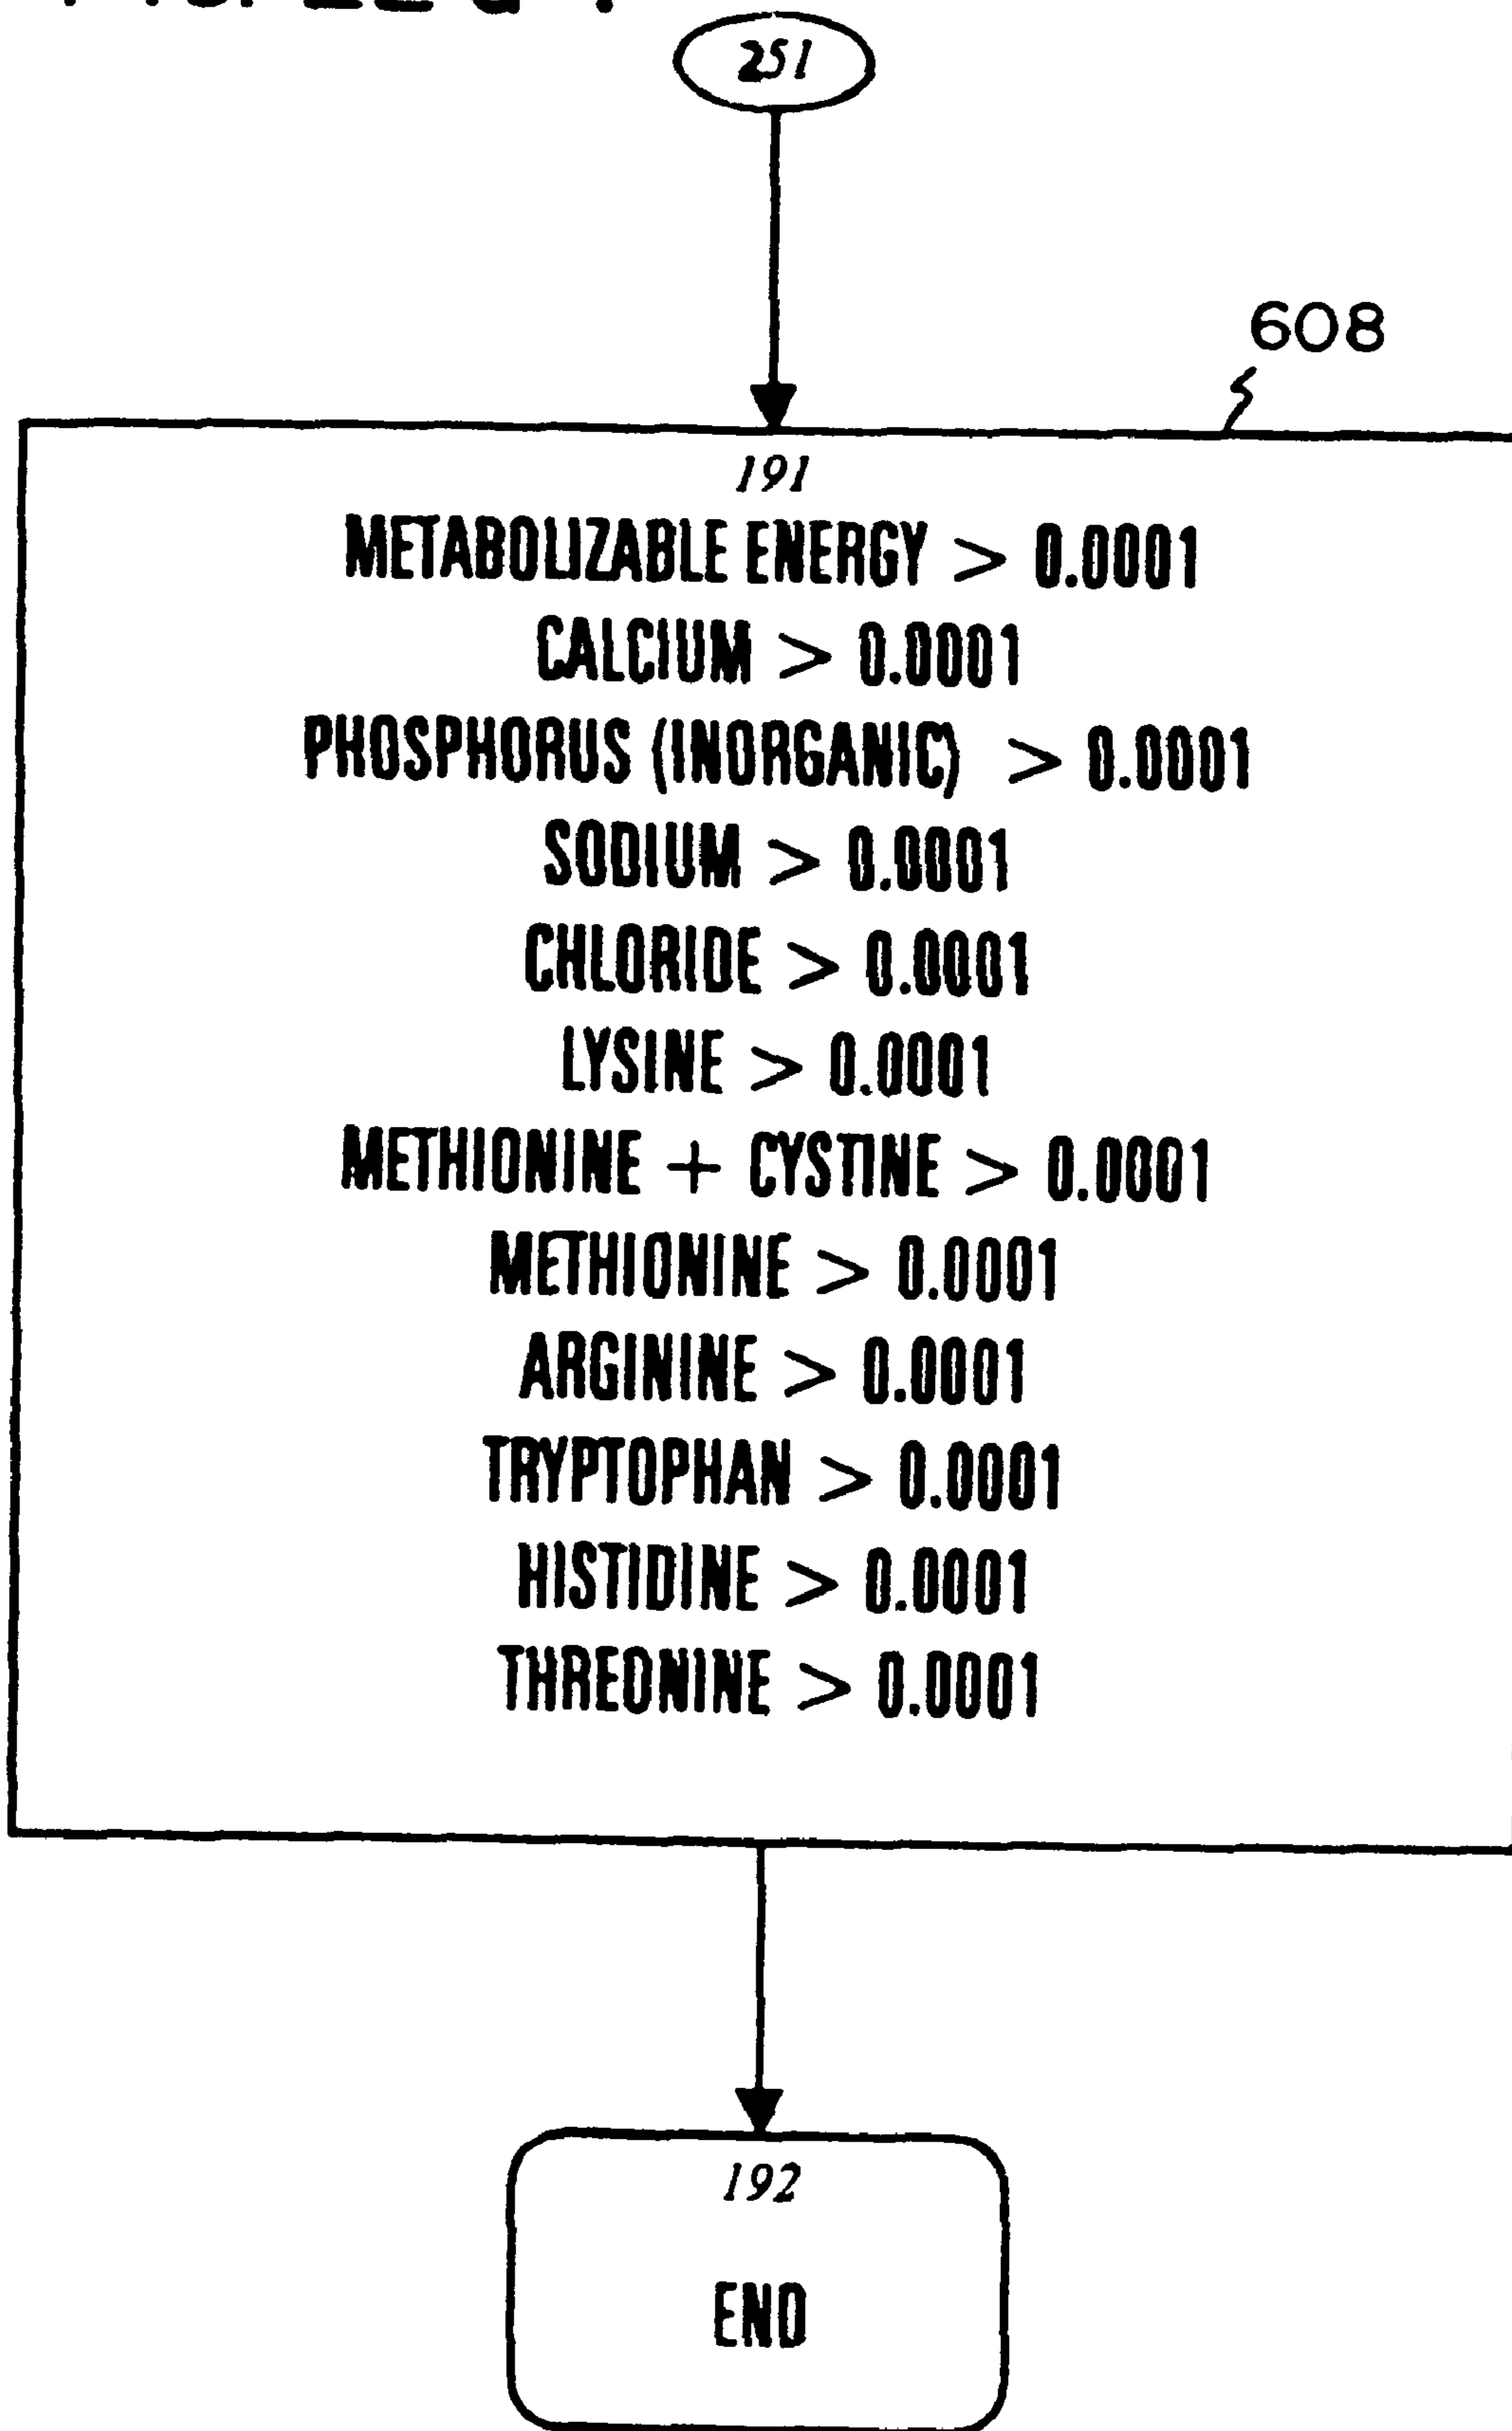 251
608
191
METABOLIZABLE ENERGY > 0.0001
CALCIUM > 0.0001
PHOSPHORUS (INORGANIC) > 0.0001
SODIUM > 0.0001
CHLORIDE > 0.0001
LYSINE > 0.0001
METHIONINE + CYSTINE > 0.0001
METHIONINE > 0.0001
ARGININE > 0.0001
TRYPTOPHAN > 0.0001
HISTIDINE > 0.0001
THREONINE > 0.0001
192
END